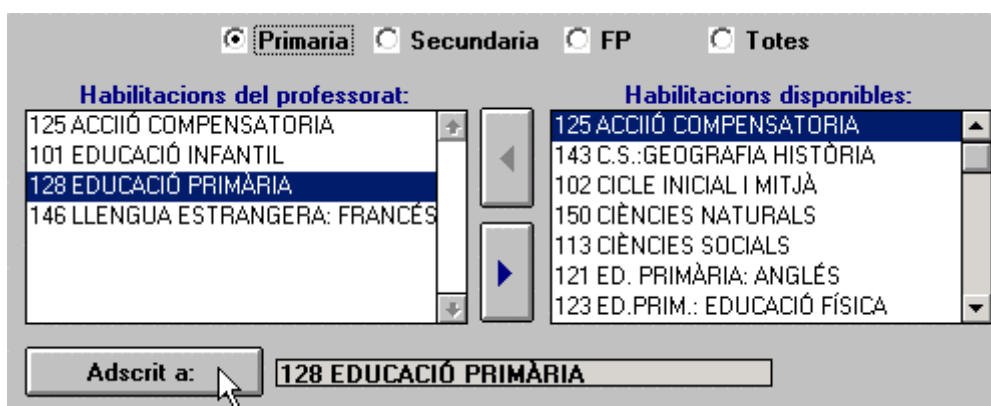 Primaria Secundaria FP Totes
Habilitacions del professorat:
125 ACCIIÓ COMPENSATORIA
101 EDUCACIÓ INFANTIL
128 EDUCACIÓ PRIMÀRIA
146 LLENGUA ESTRANGERA: FRANCÉS
Habilitacions disponibles:
125 ACCIIÓ COMPENSATORIA
143 C.S.:GEOGRAFIA HISTÒRIA
102 CICLE INICIAL I MITJÀ
150 CIÈNCIES NATURALS
113 CIÈNCIES SOCIALS
121 ED. PRIMÀRIA: ANGLÉS
123 ED.PRIM.: EDUCACIÓ FÍSICA
Adscrit a: 128 EDUCACIÓ PRIMÀRIA